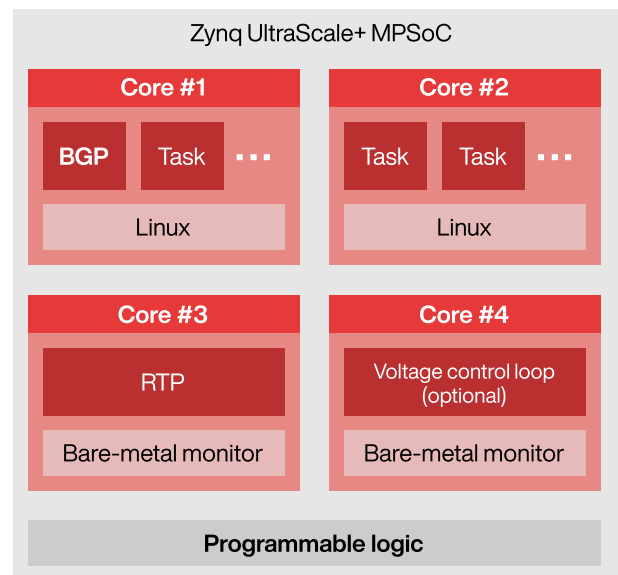 Zynq UltraScale+ MPSoC
Core #1
BGP
Task
Linux
Core #2
Task
Task
Linux
Core #3
RTP
Bare-metal monitor
Core #4
Voltage control loop
(optional)
Bare-metal monitor
Programmable logic